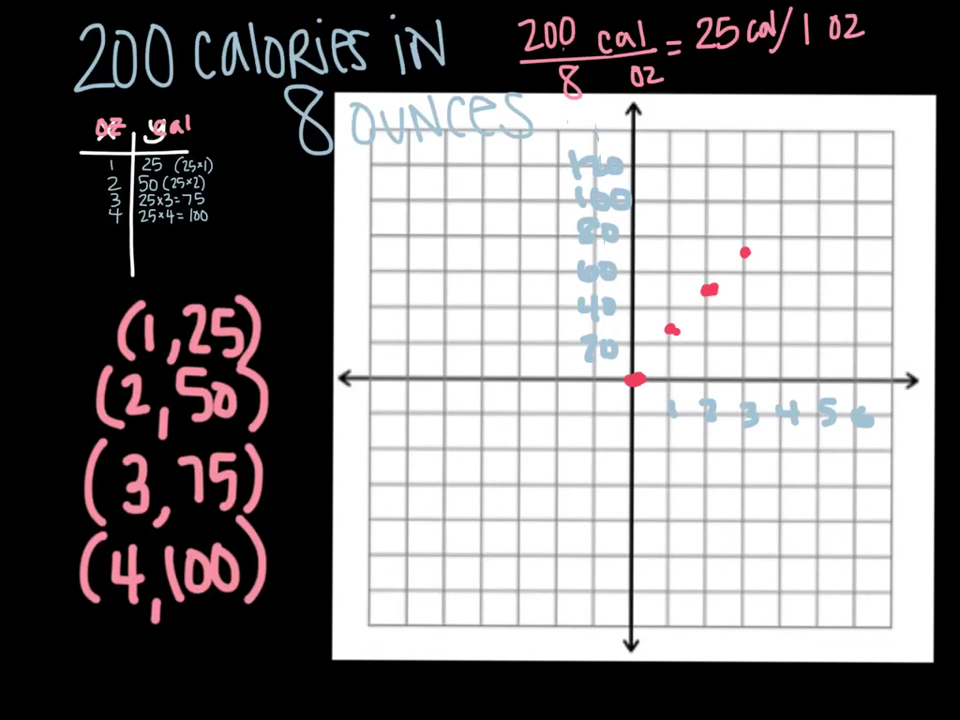 200 CALORIES IN
8 OUNCES
200 cal / 8 oz = 25 cal / 1 oz
oz cal
1 25 (25×1)
2 50 (25×2)
3 25×3=75
4 25×4=100
(1,25)
(2,50)
(3,75)
(4,100)
120
100
80
60
40
20
1 2 3 4 5 6